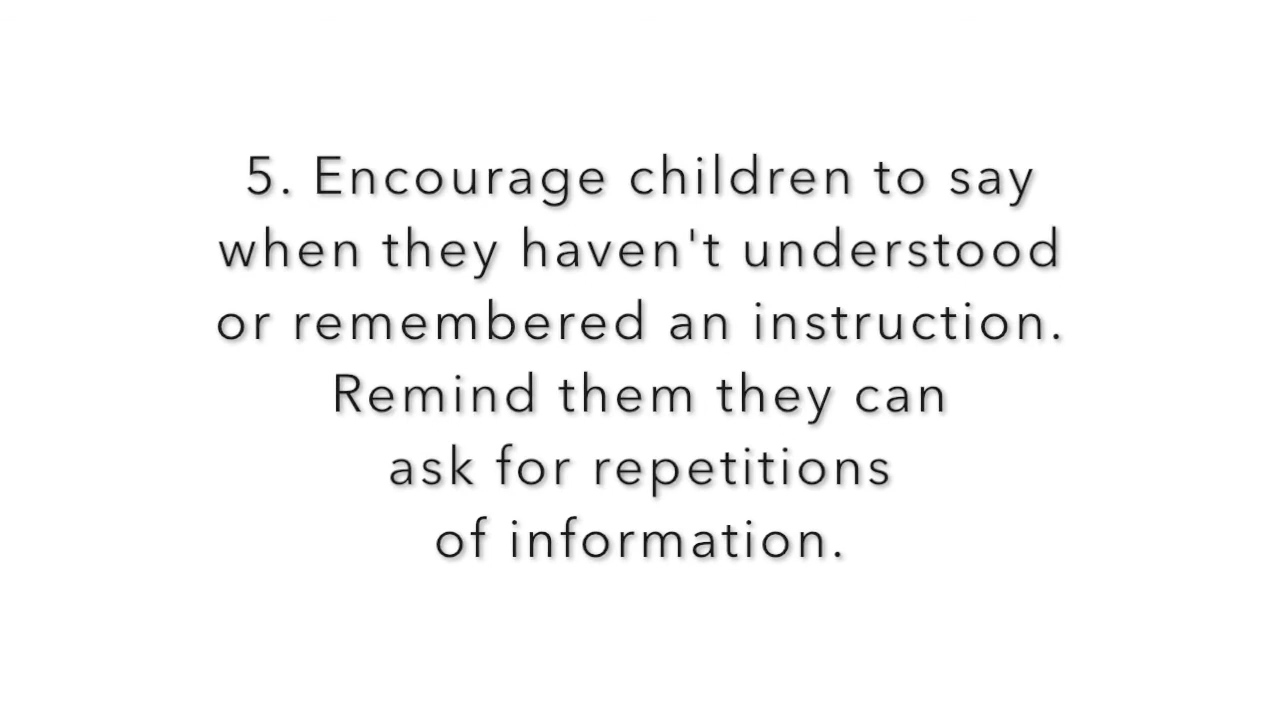 5. Encourage children to say
when they haven't understood
or remembered an instruction.
Remind them they can
ask for repetitions
of information.